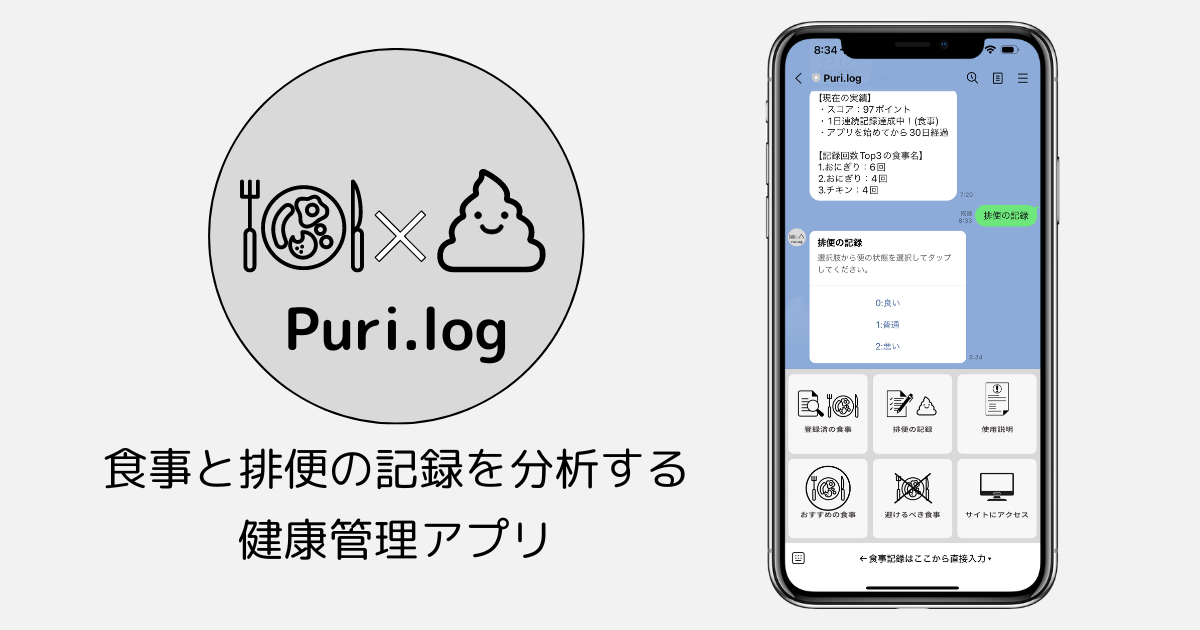 Puri.log
食事と排便の記録を分析する
健康管理アプリ
8:34
Puri.log
【現在の実績】
・スコア：97ポイント
・1日連続記録達成中！(食事)
・アプリを始めてから30日経過
【記録回数Top3の食事名】
1.おにぎり：6回
2.おにぎり：4回
3.チキン：4回
7:20
既読
8:33
排便の記録
排便の記録
選択肢から便の状態を選択してタップ
してください。
0:良い
1:普通
2:悪い
8:34
登録済の食事
排便の記録
使用説明
おすすめの食事
避けるべき食事
サイトにアクセス
←食事記録はここから直接入力▾